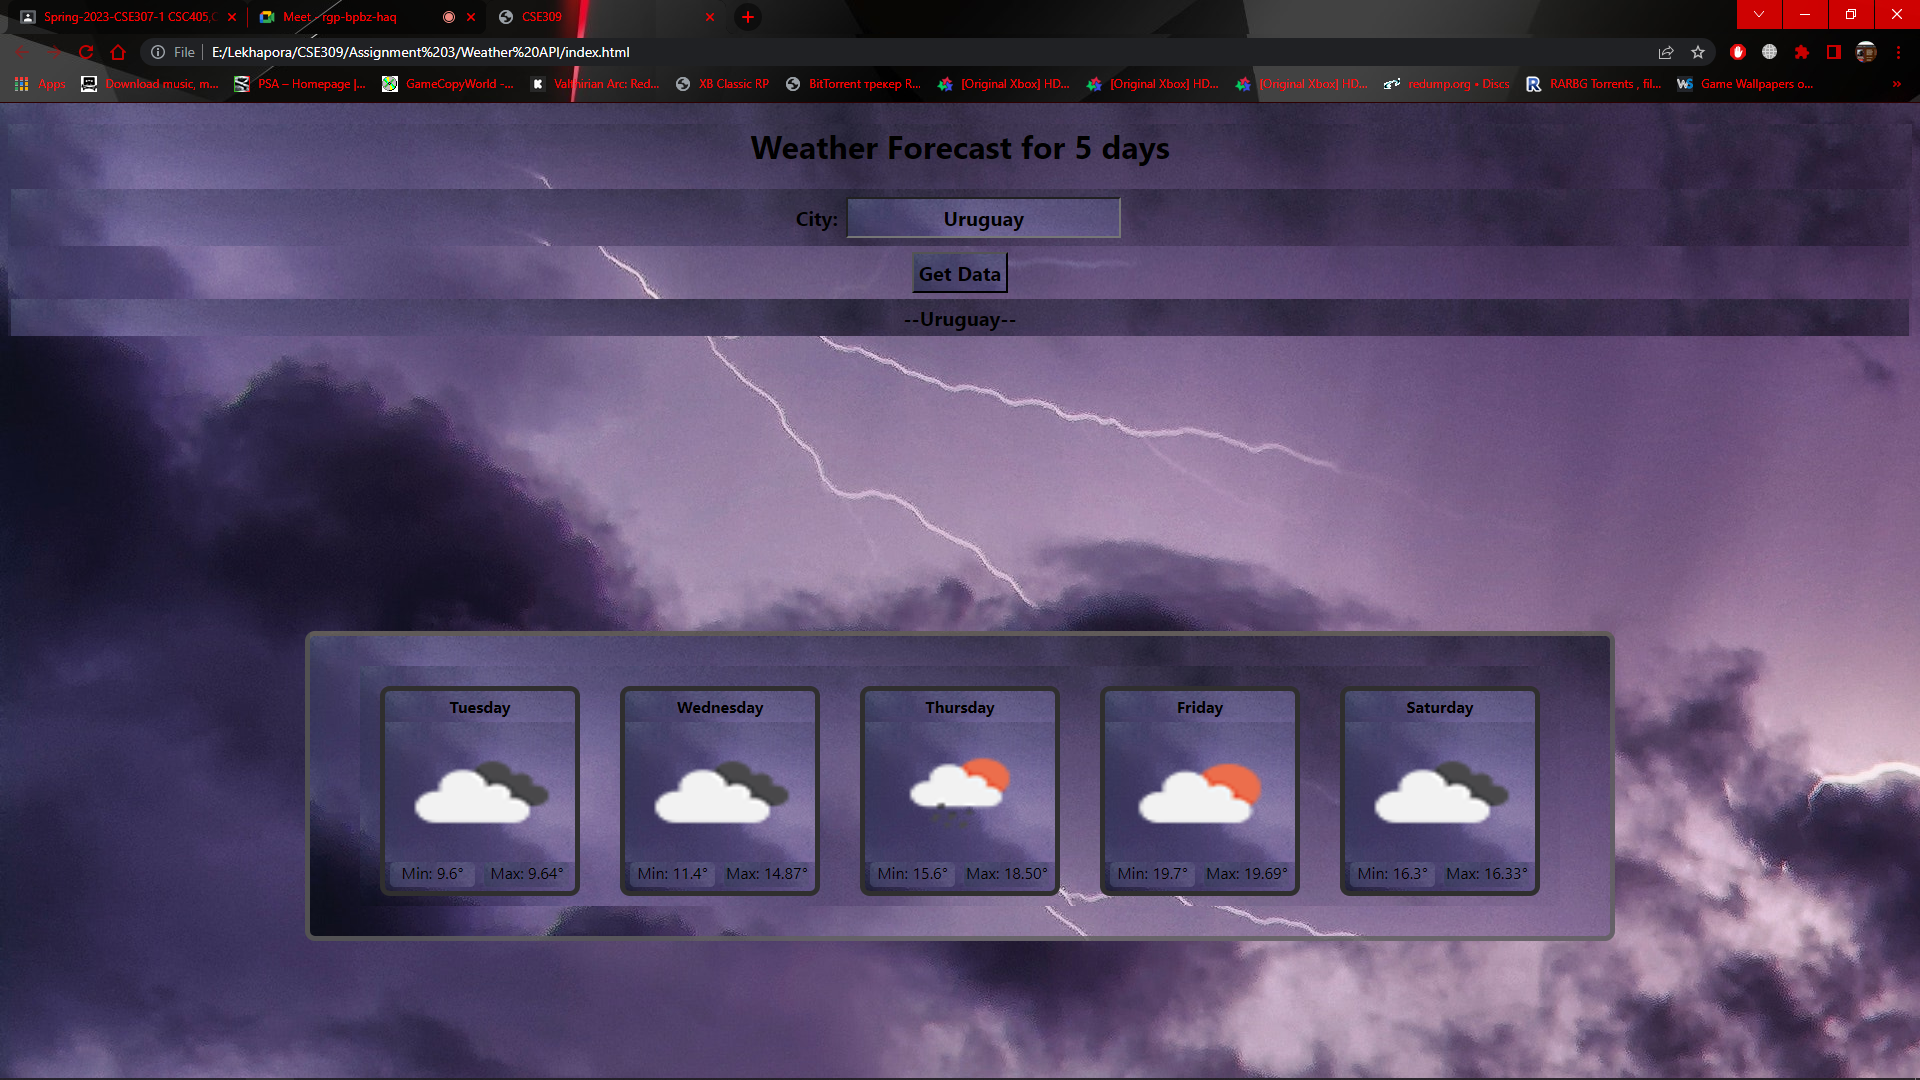 Spring-2023-CSE307-1 CSC405,C
Meet - rgp-bpbz-haq
CSE309
File
E:/Lekhapora/CSE309/Assignment%203/Weather%20API/index.html
Apps
Download music, m...
PSA – Homepage |...
GameCopyWorld -...
Valthirian Arc: Red...
XB Classic RP
BitTorrent трекер R...
[Original Xbox] HD...
[Original Xbox] HD...
[Original Xbox] HD...
redump.org • Discs
RARBG Torrents , fil...
Game Wallpapers o...
»
Weather Forecast for 5 days
City: Uruguay
Get Data
--Uruguay--
Tuesday
Min: 9.6° Max: 9.64°
Wednesday
Min: 11.4° Max: 14.87°
Thursday
Min: 15.6° Max: 18.50°
Friday
Min: 19.7° Max: 19.69°
Saturday
Min: 16.3° Max: 16.33°